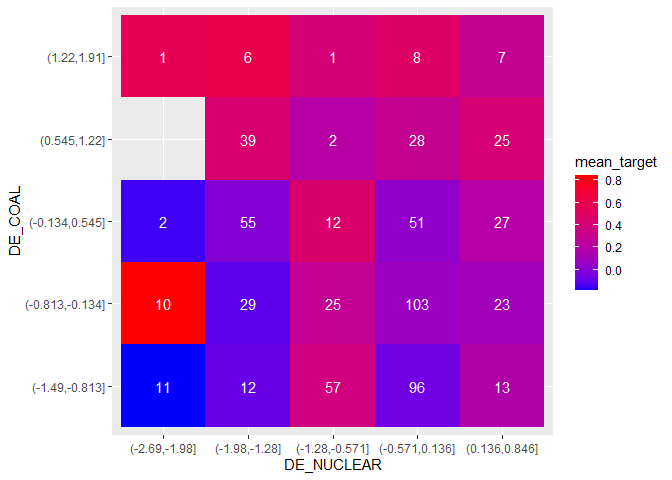 (1.22,1.91]
1 6 1 8 7
(0.545,1.22]
39 2 28 25
(-0.134,0.545]
2 55 12 51 27
(-0.813,-0.134]
10 29 25 103 23
(-1.49,-0.813]
11 12 57 96 13
DE_COAL
(-2.69,-1.98] (-1.98,-1.28] (-1.28,-0.571] (-0.571,0.136] (0.136,0.846]
DE_NUCLEAR
mean_target
0.8
0.6
0.4
0.2
0.0